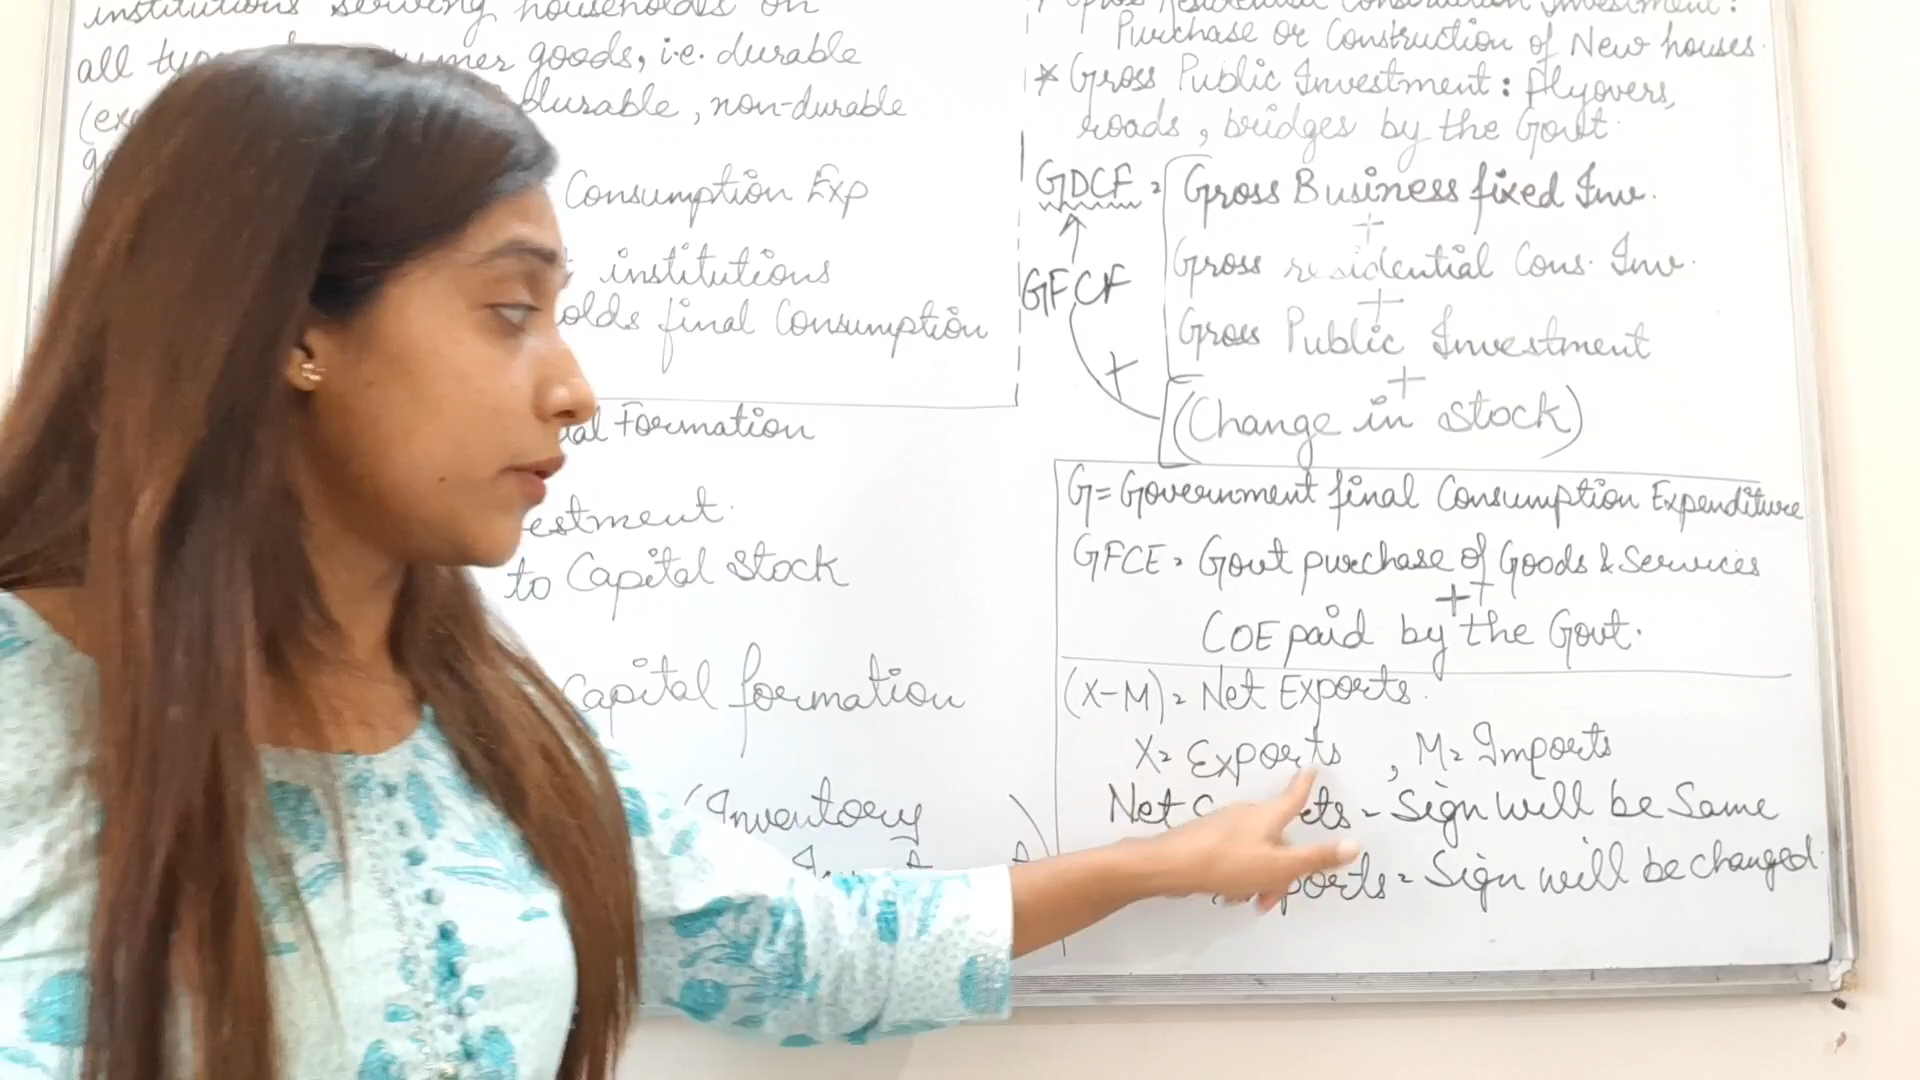 institutions serving households on
all consumer goods, i.e. durable
durable, non-durable
Consumption Exp
institutions
final Consumption
Formation
to Capital Stock
Capital formation
(Inventory
Purchase or Construction of New houses.
* Gross Public Investment: flyovers,
roads, bridges by the Govt.
GDCF = Gross Business fixed Inv.
+
Gross residential Cons. Inv.
+
GFCF
Gross Public Investment
+
+
(Change in Stock)
G = Government final Consumption Expenditure
GFCE = Govt purchase of Goods & Services
+ +
COE paid by the Govt.
(X-M) = Net Exports.
X = Exports, M = Imports
Net = Sign will be Same
= Sign will be changed.